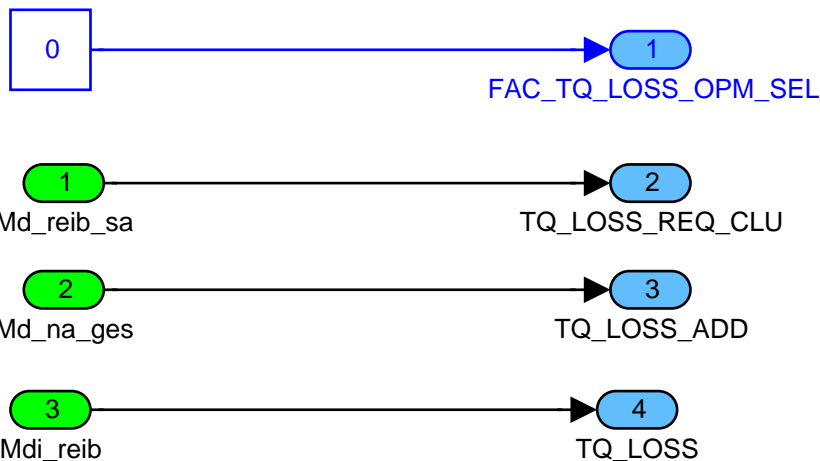 0
1
FAC_TQ_LOSS_OPM_SEL
1
2
Md_reib_sa
TQ_LOSS_REQ_CLU
2
3
Md_na_ges
TQ_LOSS_ADD
3
4
Mdi_reib
TQ_LOSS